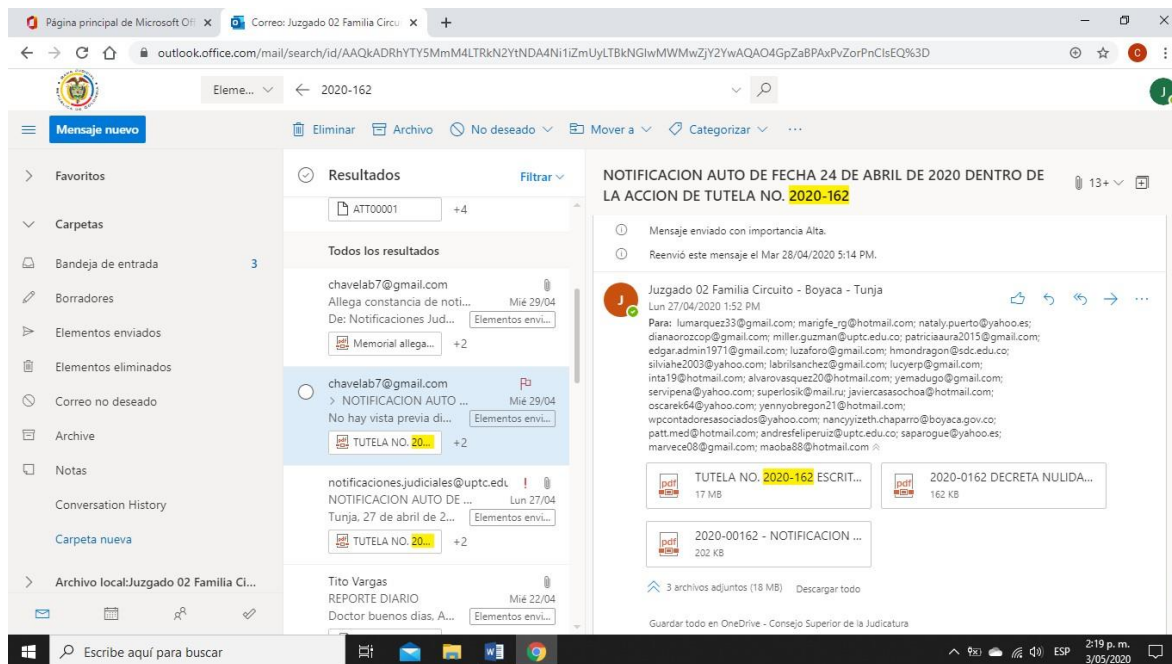 Página principal de Microsoft Off
Correo: Juzgado 02 Familia Circu
outlook.office.com/mail/search/id/AAQkADRhYTY5MmM4LTRkN2YtNDA4Ni1iZmUyLTBkNGIwMWMwZjY2YwAQAO4GpZaBPAxPvZorPnCIsEQ%3D
C
Eleme...
2020-162
J
Mensaje nuevo
Eliminar Archivo No deseado Mover a Categorizar ...
Favoritos
Carpetas
Bandeja de entrada 3
Borradores
Elementos enviados
Elementos eliminados
Correo no deseado
Archive
Notas
Conversation History
Carpeta nueva
Archivo local:Juzgado 02 Familia Ci...
Resultados Filtrar
ATT00001 +4
Todos los resultados
chavelab7@gmail.com
Allega constancia de noti... Mié 29/04
De: Notificaciones Jud... Elementos envi...
Memorial allega... +2
chavelab7@gmail.com
> NOTIFICACION AUTO ... Mié 29/04
No hay vista previa di... Elementos envi...
TUTELA NO. 20... +2
notificaciones.judiciales@uptc.edu
NOTIFICACION AUTO DE ... Lun 27/04
Tunja, 27 de abril de 2... Elementos envi...
TUTELA NO. 20... +2
Tito Vargas
REPORTE DIARIO Mié 22/04
Doctor buenos dias, A... Elementos envi...
NOTIFICACION AUTO DE FECHA 24 DE ABRIL DE 2020 DENTRO DE
LA ACCION DE TUTELA NO. 2020-162
13+
Mensaje enviado con importancia Alta.
Reenvió este mensaje el Mar 28/04/2020 5:14 PM.
J
Juzgado 02 Familia Circuito - Boyaca - Tunja
Lun 27/04/2020 1:52 PM
Para: lumarquez33@gmail.com; marigfe_rg@hotmail.com; nataly.puerto@yahoo.es;
dianaorozcop@gmail.com; miller.guzman@uptc.edu.co; patriciaaura2015@gmail.com;
edgar.admin1971@gmail.com; luzaforo@gmail.com; hmondragon@sdc.edu.co;
silviahe2003@yahoo.com; labrilsanchez@gmail.com; lucyerp@gmail.com;
inta19@hotmail.com; alvarovasquez20@hotmail.com; yemadugo@gmail.com;
servipena@yahoo.com; superlosik@mail.ru; javiercasasochoa@hotmail.com;
oscarek64@yahoo.com; yennyobregon21@hotmail.com;
wpcontadoresasociados@yahoo.com; nancyyizeth.chaparro@boyaca.gov.co;
patt.med@hotmail.com; andresfeliperuiz@uptc.edu.co; saparogue@yahoo.es;
marvece08@gmail.com; maoba88@hotmail.com
TUTELA NO. 2020-162 ESCRIT...
17 MB
2020-0162 DECRETA NULIDA...
162 KB
2020-00162 - NOTIFICACION ...
202 KB
3 archivos adjuntos (18 MB) Descargar todo
Guardar todo en OneDrive - Consejo Superior de la Judicatura
Escribe aquí para buscar
ESP
2:19 p. m.
3/05/2020